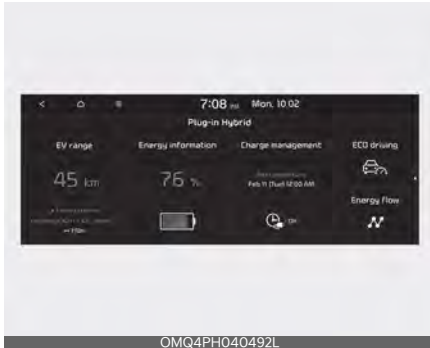 7:08 PM Mon. 10.02
Plug-in Hybrid
EV range
Energy information
Charge management
ECO driving
45 km
76 %
Feb 11 (Tue) 12:00 AM
Energy flow
OMQ4PH040492L